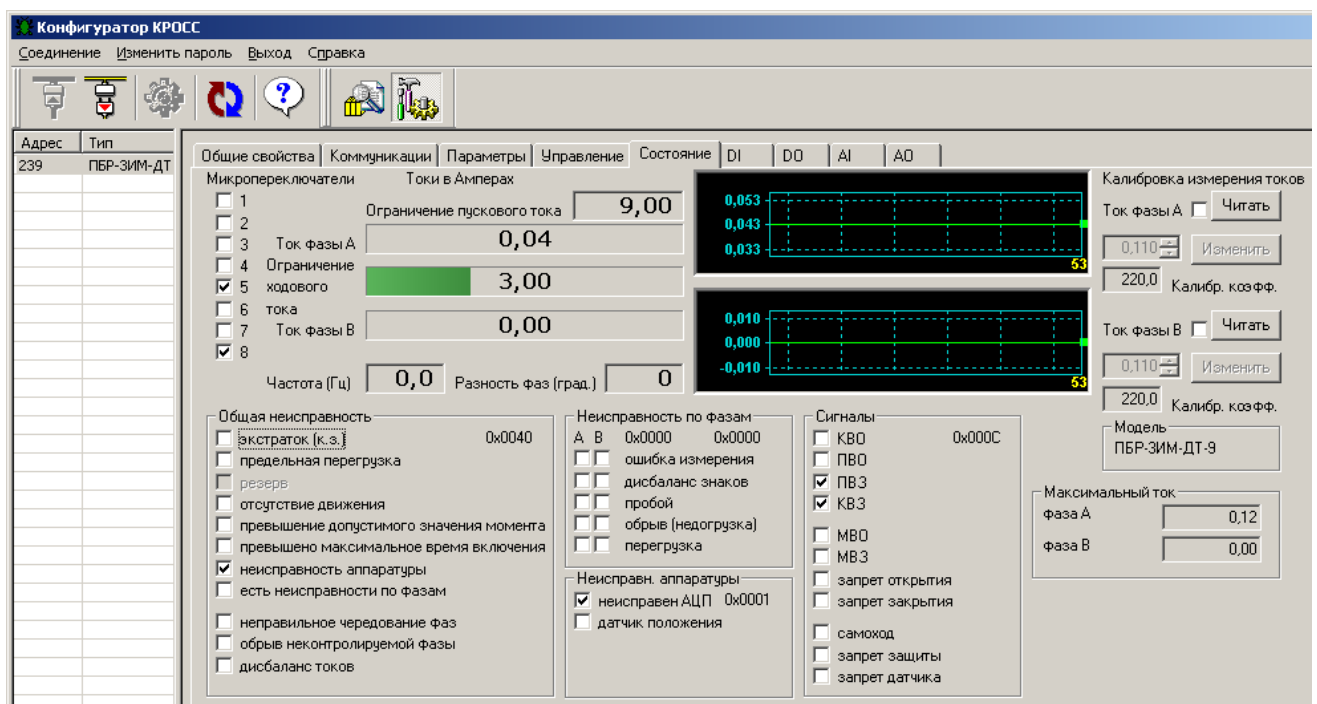 Конфигуратор КРОСС
Соединение Изменить пароль Выход Справка
Адрес Тип
239 ПБР-ЗИМ-ДТ
Общие свойства Коммуникации Параметры Управление Состояние DI DO AI AO
Микропереключатели Токи в Амперах
1
2
3
4
5
6
7
8
Ограничение пускового тока 9,00
Ток фазы А 0,04
Ограничение
ходового 3,00
тока
Ток фазы В 0,00
Частота (Гц) 0,0 Разность фаз (град.) 0
0,053
0,043
0,033
53
0,010
0,000
-0,010
53
Калибровка измерения токов
Ток фазы А Читать
0,110 Изменить
220,0 Калибр. коэфф.
Ток фазы В Читать
0,110 Изменить
220,0 Калибр. коэфф.
Модель
ПБР-ЗИМ-ДТ-9
Максимальный ток
фаза А 0,12
фаза В 0,00
Общая неисправность
экстраток (к.з.) 0x0040
предельная перегрузка
резерв
отсутствие движения
превышение допустимого значения момента
превышено максимальное время включения
неисправность аппаратуры
есть неисправности по фазам
неправильное чередование фаз
обрыв неконтролируемой фазы
дисбаланс токов
Неисправность по фазам
А В 0x0000 0x0000
ошибка измерения
дисбаланс знаков
пробой
обрыв (недогрузка)
перегрузка
Неисправн. аппаратуры
неисправен АЦП 0x0001
датчик положения
Сигналы
КВО 0x000C
ПВО
ПВЗ
КВЗ
МВО
МВЗ
запрет открытия
запрет закрытия
самоход
запрет защиты
запрет датчика